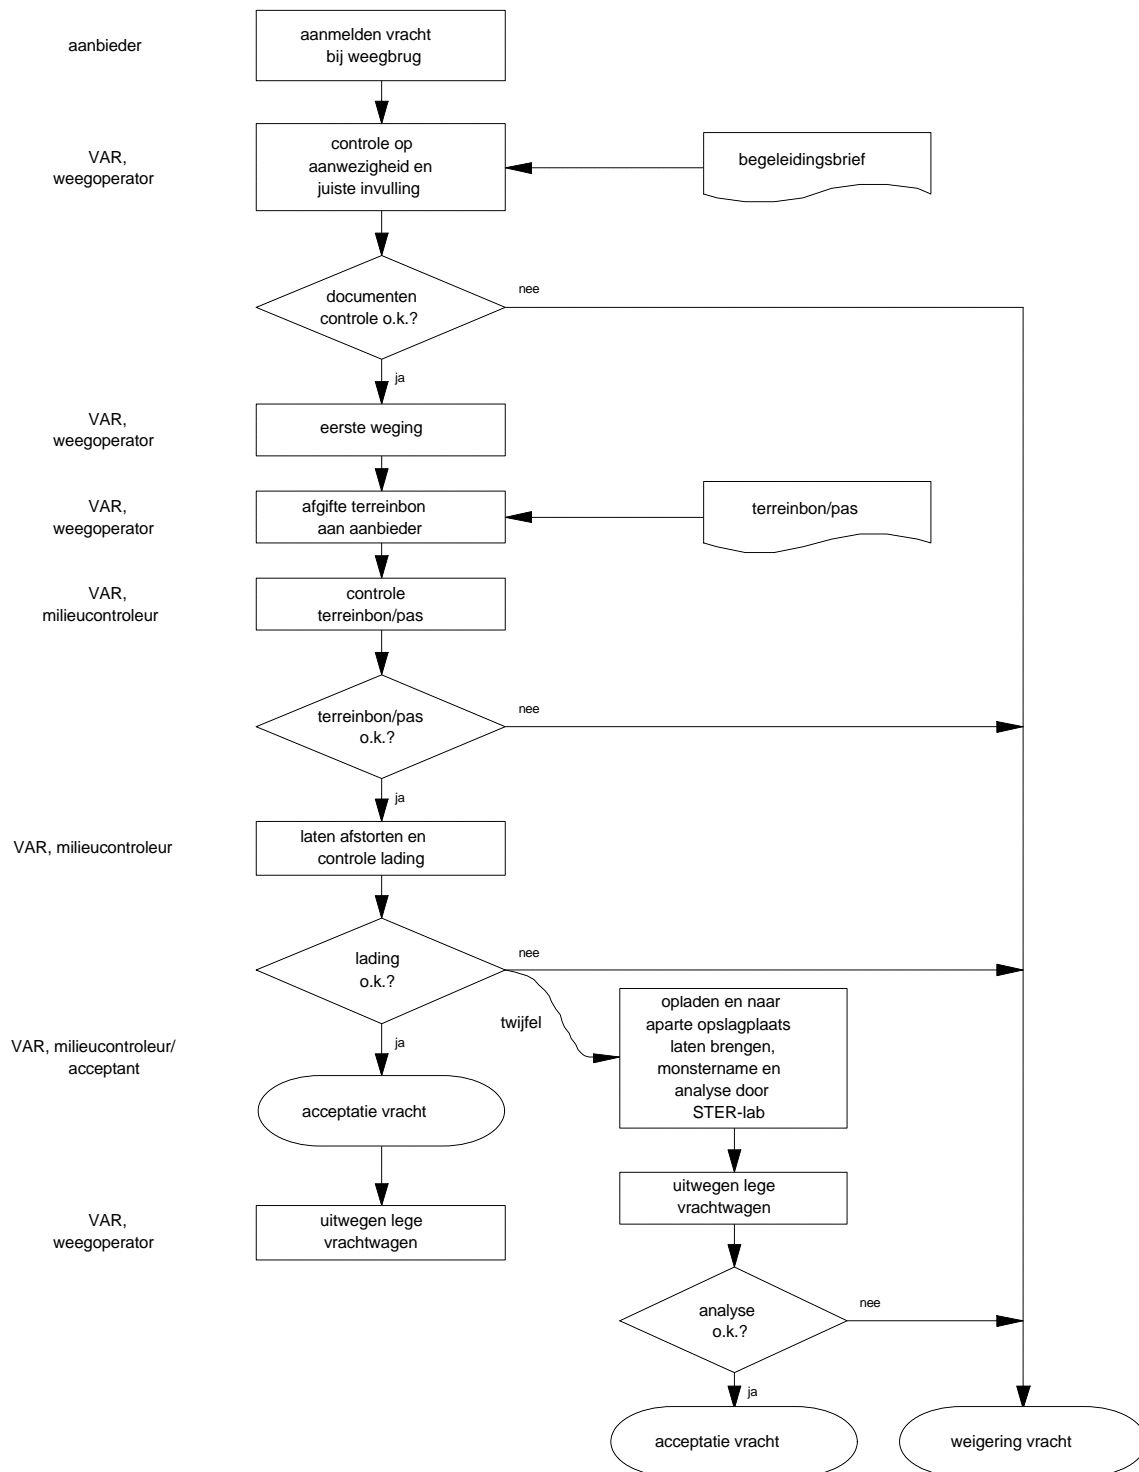 aanbieder
aanmelden vracht
bij weegbrug
VAR,
weegoperator
controle op
aanwezigheid en
juiste invulling
begeleidingsbrief
documenten
controle o.k.?
nee
ja
VAR,
weegoperator
eerste weging
VAR,
weegoperator
afgifte terreinbon
aan aanbieder
terreinbon/pas
VAR,
milieucontroleur
controle
terreinbon/pas
terreinbon/pas
o.k.?
nee
ja
VAR, milieucontroleur
laten afstorten en
controle lading
lading
o.k.?
nee
twijfel
ja
opladen en naar
aparte opslagplaats
laten brengen,
monstername en
analyse door
STER-lab
VAR, milieucontroleur/
acceptant
acceptatie vracht
uitwegen lege
vrachtwagen
VAR,
weegoperator
uitwegen lege
vrachtwagen
analyse
o.k.?
nee
ja
acceptatie vracht
weigering vracht